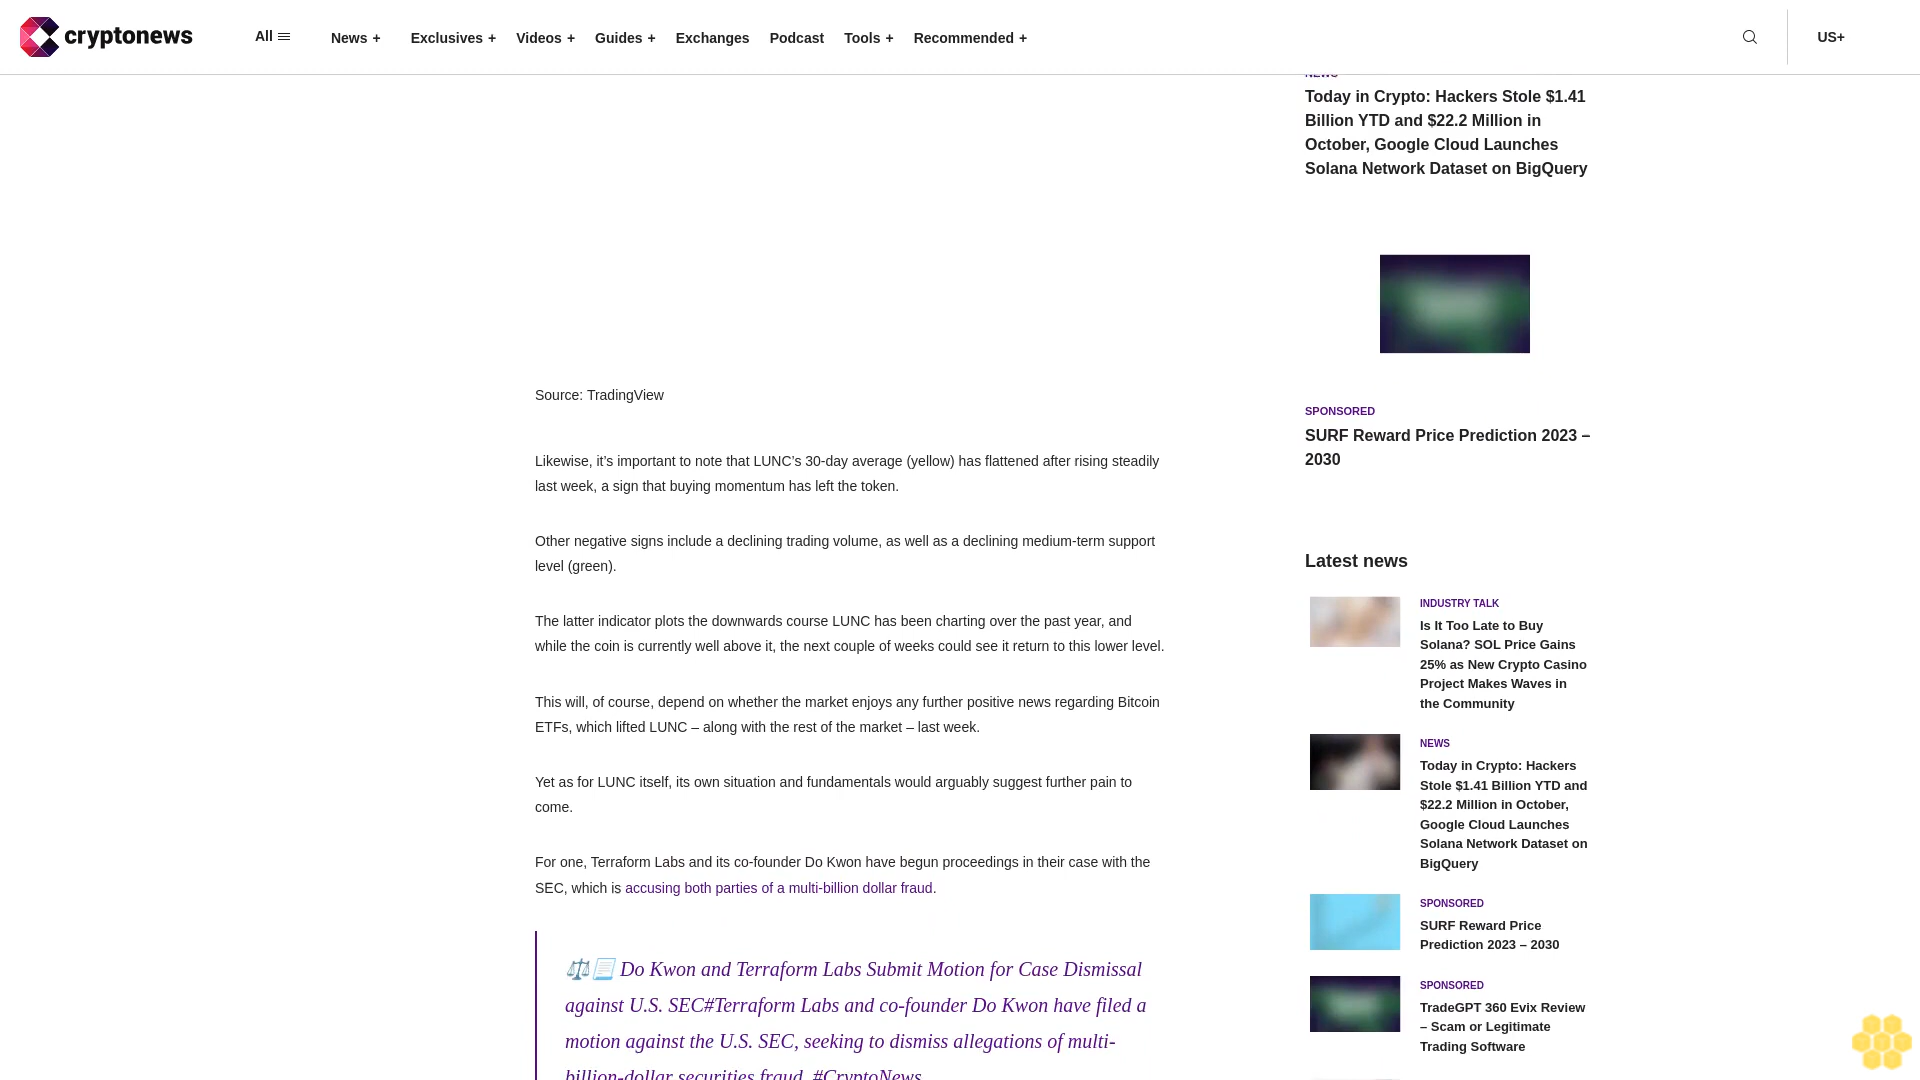 cryptonews
All
News +
Exclusives +
Videos +
Guides +
Exchanges
Podcast
Tools +
Recommended +
US+
Source: TradingView
Likewise, it’s important to note that LUNC’s 30-day average (yellow) has flattened after rising steadily
last week, a sign that buying momentum has left the token.
Other negative signs include a declining trading volume, as well as a declining medium-term support
level (green).
The latter indicator plots the downwards course LUNC has been charting over the past year, and
while the coin is currently well above it, the next couple of weeks could see it return to this lower level.
This will, of course, depend on whether the market enjoys any further positive news regarding Bitcoin
ETFs, which lifted LUNC – along with the rest of the market – last week.
Yet as for LUNC itself, its own situation and fundamentals would arguably suggest further pain to
come.
For one, Terraform Labs and its co-founder Do Kwon have begun proceedings in their case with the
SEC, which is accusing both parties of a multi-billion dollar fraud.
⚖️📃 Do Kwon and Terraform Labs Submit Motion for Case Dismissal
against U.S. SEC#Terraform Labs and co-founder Do Kwon have filed a
motion against the U.S. SEC, seeking to dismiss allegations of multi-
billion-dollar securities fraud. #CryptoNews
NEWS
Today in Crypto: Hackers Stole $1.41
Billion YTD and $22.2 Million in
October, Google Cloud Launches
Solana Network Dataset on BigQuery
SPONSORED
SURF Reward Price Prediction 2023 –
2030
Latest news
INDUSTRY TALK
Is It Too Late to Buy
Solana? SOL Price Gains
25% as New Crypto Casino
Project Makes Waves in
the Community
NEWS
Today in Crypto: Hackers
Stole $1.41 Billion YTD and
$22.2 Million in October,
Google Cloud Launches
Solana Network Dataset on
BigQuery
SPONSORED
SURF Reward Price
Prediction 2023 – 2030
SPONSORED
TradeGPT 360 Evix Review
– Scam or Legitimate
Trading Software